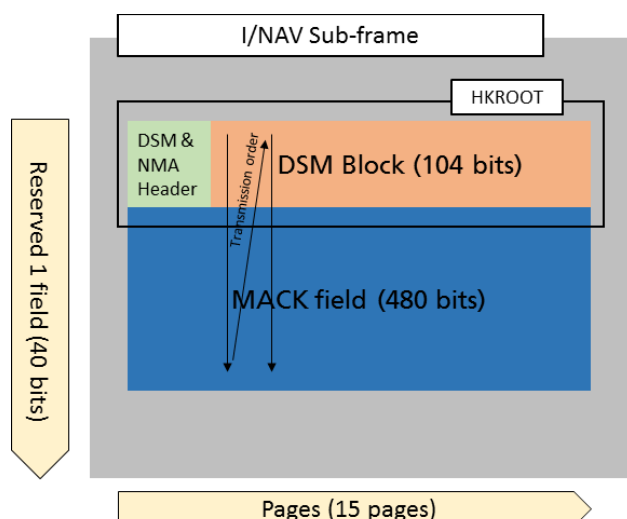 I/NAV Sub-frame
HKROOT
DSM &
NMA
Header
DSM Block (104 bits)
Transmission order
MACK field (480 bits)
Reserved 1 field (40 bits)
Pages (15 pages)